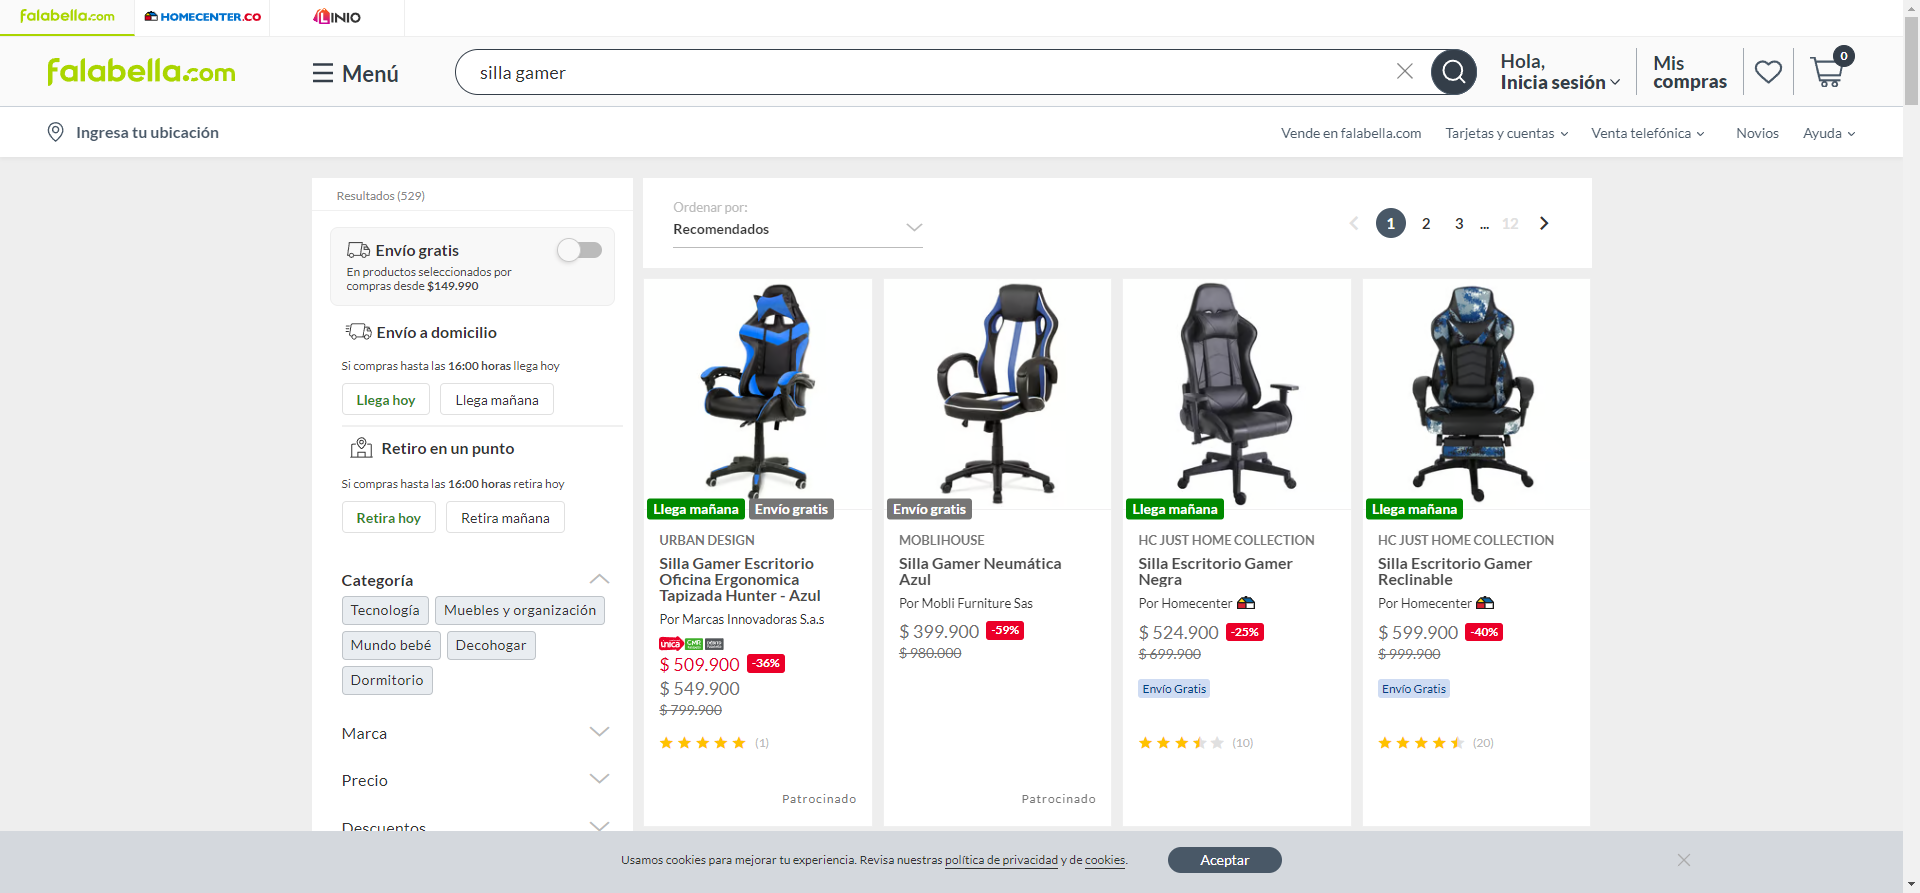 falabella.com
HOMECENTER.CO
LINIO
falabella.com
Menú
silla gamer
Hola,
Inicia sesión
Mis
compras
0
Ingresa tu ubicación
Vende en falabella.com
Tarjetas y cuentas
Venta telefónica
Novios
Ayuda
Resultados (529)
Envío gratis
En productos seleccionados por
compras desde $149.990
Envío a domicilio
Si compras hasta las 16:00 horas llega hoy
Llega hoy
Llega mañana
Retiro en un punto
Si compras hasta las 16:00 horas retira hoy
Retira hoy
Retira mañana
Categoría
Tecnología
Muebles y organización
Mundo bebé
Decohogar
Dormitorio
Marca
Precio
Descuentos
Ordenar por:
Recomendados
1 2 3 ... 12
Llega mañana
Envío gratis
URBAN DESIGN
Silla Gamer Escritorio
Oficina Ergonomica
Tapizada Hunter - Azul
Por Marcas Innovadoras S.a.s
única
CMR
$ 509.900 -36%
$ 549.900
$ 799.900
(1)
Patrocinado
Envío gratis
MOBLIHOUSE
Silla Gamer Neumática
Azul
Por Mobli Furniture Sas
$ 399.900 -59%
$ 980.000
Patrocinado
Llega mañana
HC JUST HOME COLLECTION
Silla Escritorio Gamer
Negra
Por Homecenter
$ 524.900 -25%
$ 699.900
Envío Gratis
(10)
Llega mañana
HC JUST HOME COLLECTION
Silla Escritorio Gamer
Reclinable
Por Homecenter
$ 599.900 -40%
$ 999.900
Envío Gratis
(20)
Usamos cookies para mejorar tu experiencia. Revisa nuestras política de privacidad y de cookies.
Aceptar